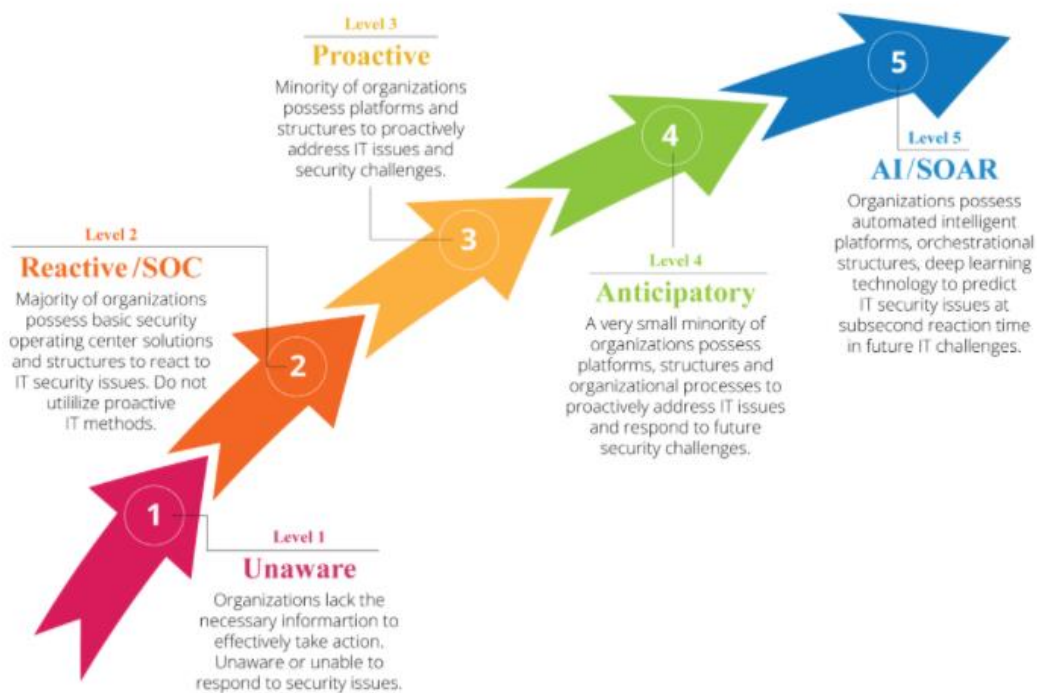 1
Level 1
Unaware
Organizations lack the
necessary informartion to
effectively take action.
Unaware or unable to
respond to security issues.
2
Level 2
Reactive/SOC
Majority of organizations
possess basic security
operating center solutions
and structures to react to
IT security issues. Do not
utililize proactive
IT methods.
3
Level 3
Proactive
Minority of organizations
possess platforms and
structures to proactively
address IT issues and
security challenges.
4
Level 4
Anticipatory
A very small minority of
organizations possess
platforms, structures and
organizational processes to
proactively address IT issues
and respond to future
security challenges.
5
Level 5
AI/SOAR
Organizations possess
automated intelligent
platforms, orchestrational
structures, deep learning
technology to predict
IT security issues at
subsecond reaction time
in future IT challenges.